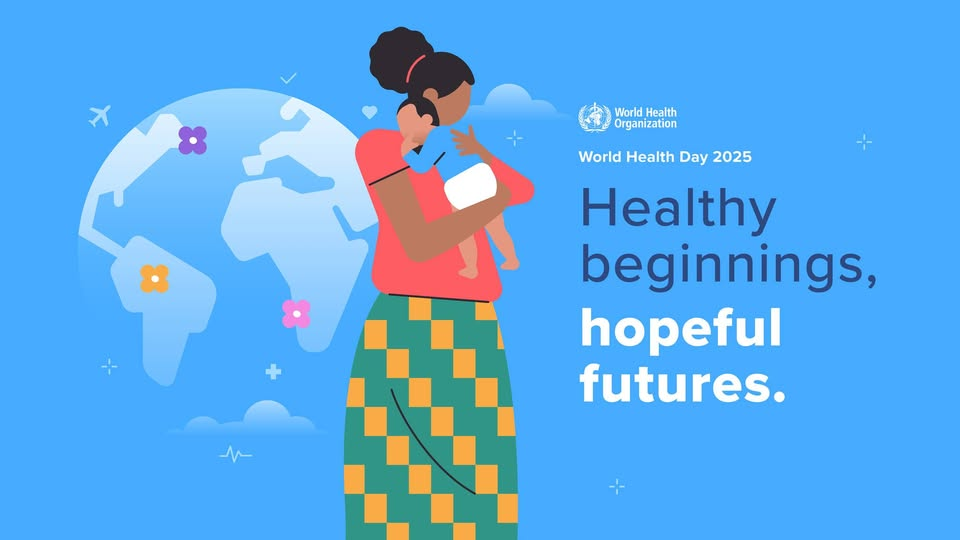 World Health
Organization
World Health Day 2025
Healthy
beginnings,
hopeful
futures.